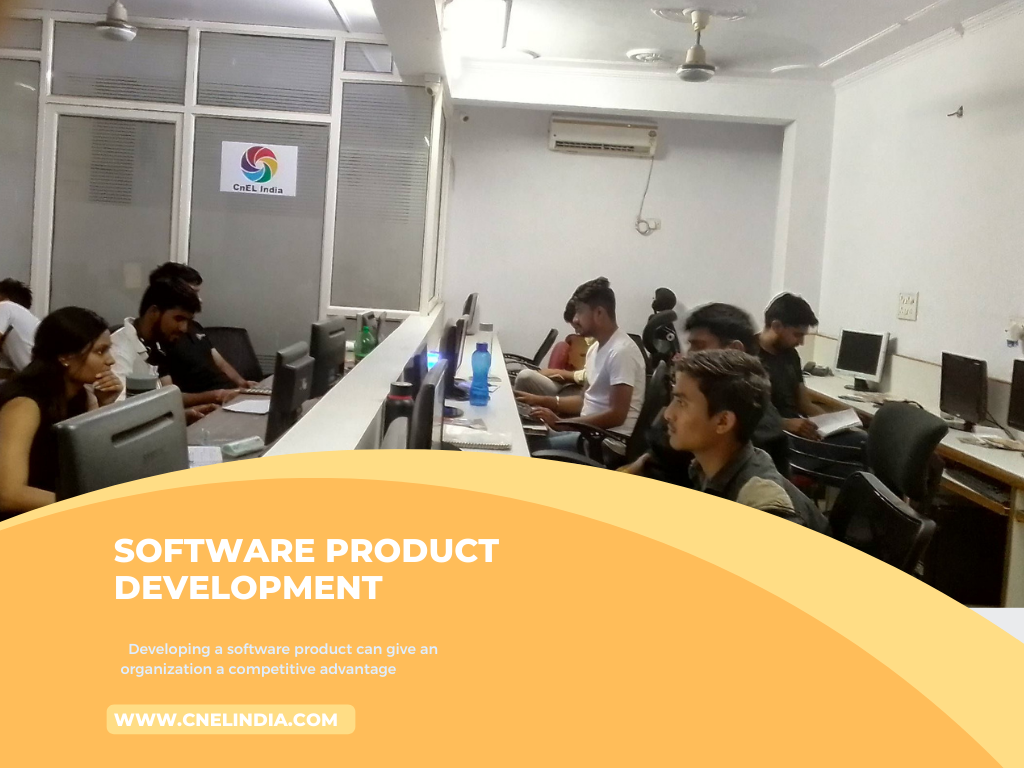 CnEL India
SOFTWARE PRODUCT
DEVELOPMENT
Developing a software product can give an
organization a competitive advantage
WWW.CNELINDIA.COM